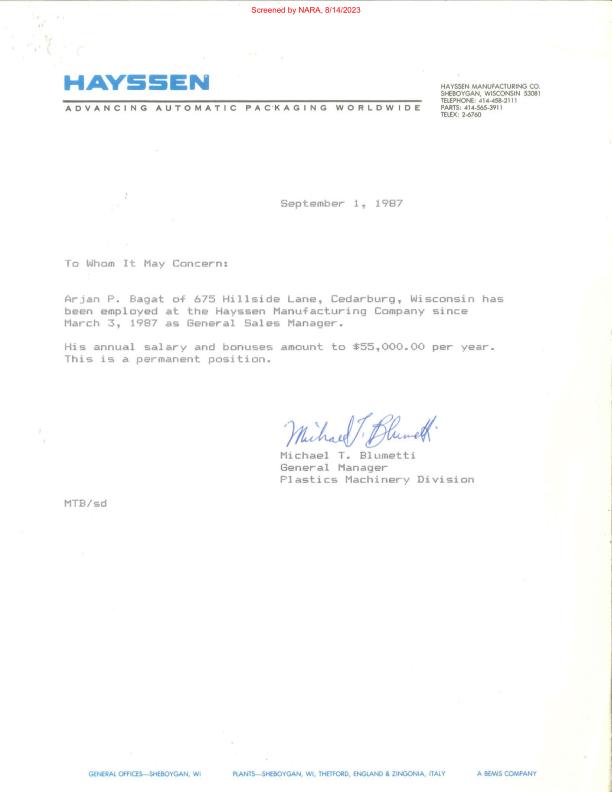 Screened by NARA, 8/14/2023
HAYSSEN
ADVANCING AUTOMATIC PACKAGING WORLDWIDE
HAYSSEN MANUFACTURING CO.
SHEBOYGAN, WISCONSIN 53081
TELEPHONE: 414-458-2111
PARTS: 414-565-3911
TELEX: 2-6760
September 1, 1987
To Whom It May Concern:
Arjan P. Bagat of 675 Hillside Lane, Cedarburg, Wisconsin has
been employed at the Hayssen Manufacturing Company since
March 3, 1987 as General Sales Manager.
His annual salary and bonuses amount to $55,000.00 per year.
This is a permanent position.
Michael T. Blumetti
Michael T. Blumetti
General Manager
Plastics Machinery Division
MTB/sd
GENERAL OFFICES—SHEBOYGAN, WI PLANTS—SHEBOYGAN, WI, THETFORD, ENGLAND & ZINGONIA, ITALY A BEMIS COMPANY